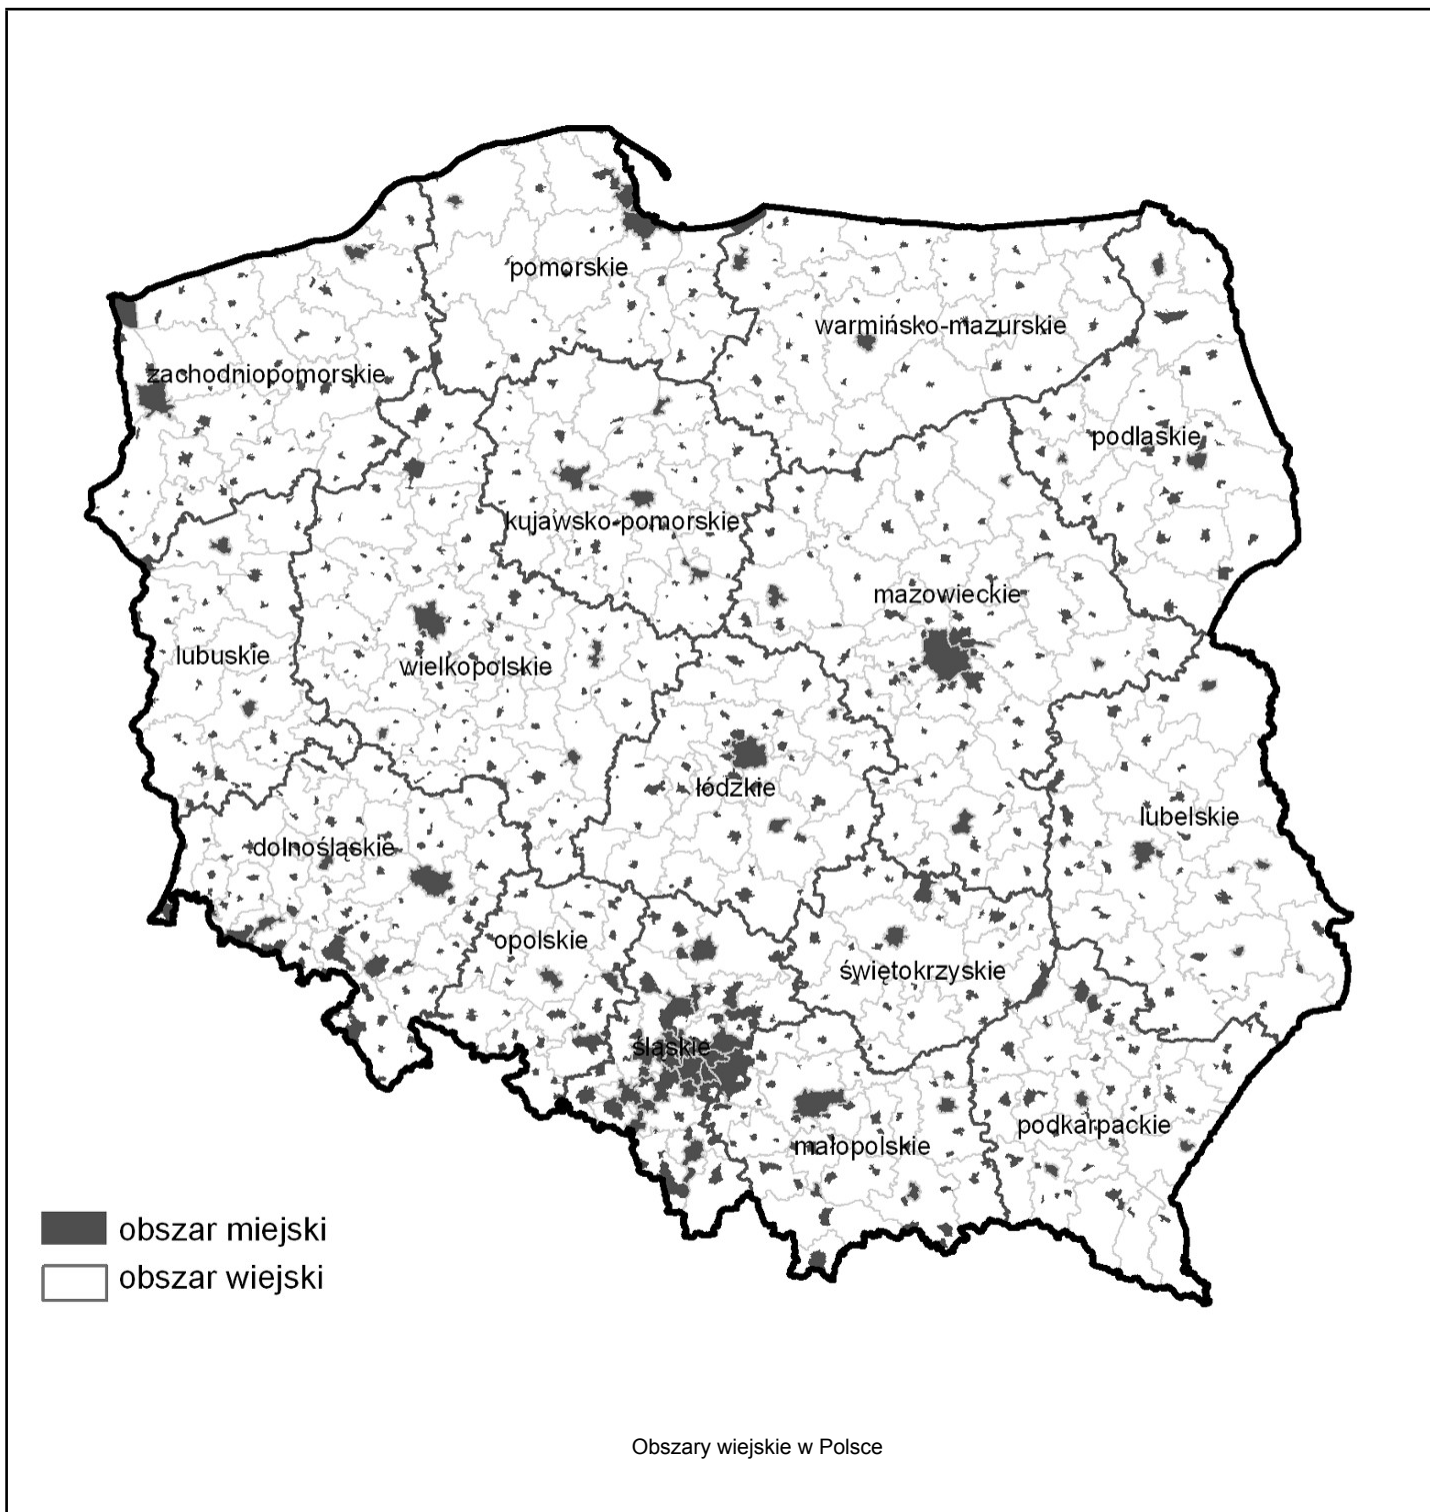 pomorskie
warmińsko-mazurskie
zachodniopomorskie
podlaskie
kujawsko-pomorskie
mazowieckie
lubuskie
wielkopolskie
łódzkie
lubelskie
dolnośląskie
opolskie
świętokrzyskie
śląskie
podkarpackie
małopolskie
obszar miejski
obszar wiejski
Obszary wiejskie w Polsce